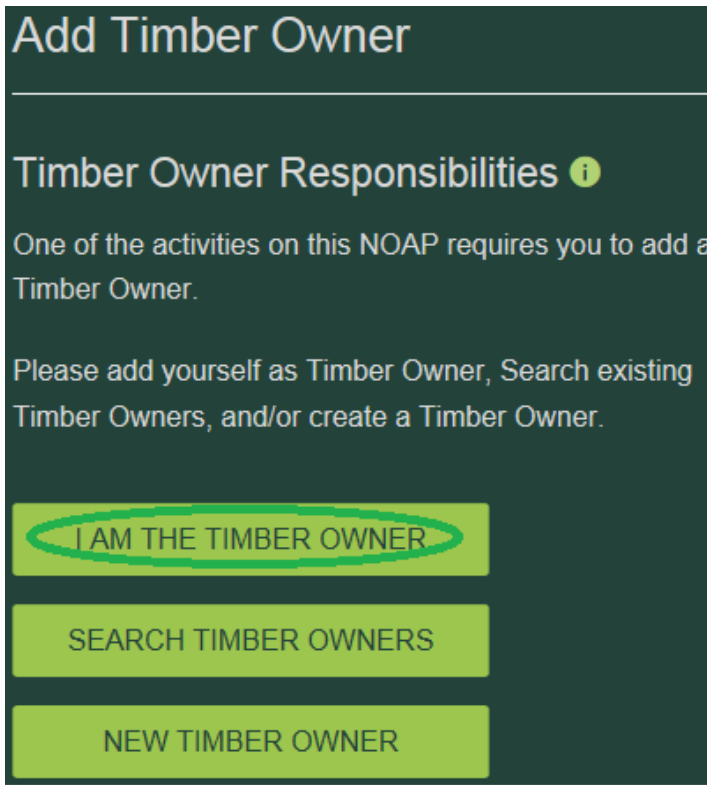 Add Timber Owner
Timber Owner Responsibilities i
One of the activities on this NOAP requires you to add a
Timber Owner.
Please add yourself as Timber Owner, Search existing
Timber Owners, and/or create a Timber Owner.
I AM THE TIMBER OWNER
SEARCH TIMBER OWNERS
NEW TIMBER OWNER